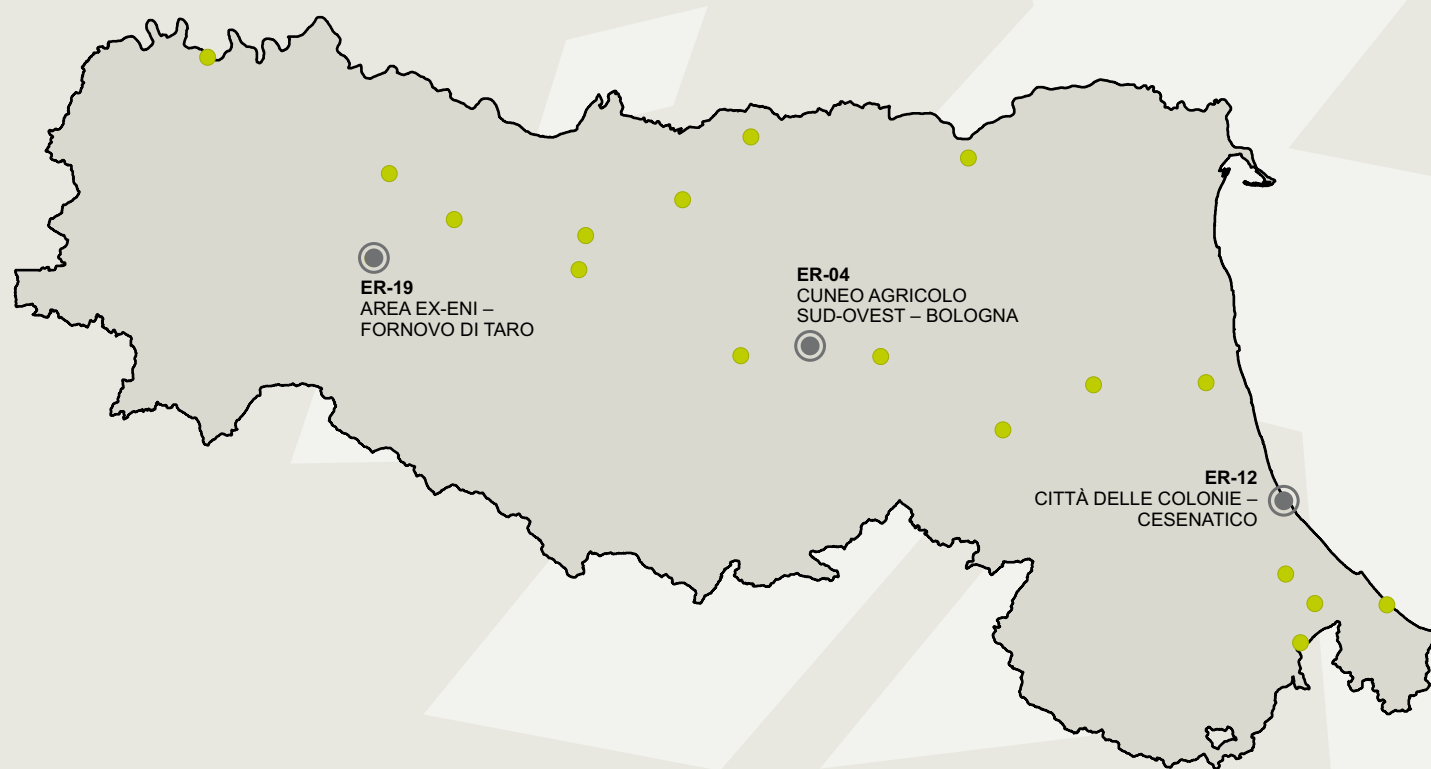 ER-19
AREA EX-ENI –
FORNOVO DI TARO
ER-04
CUNEO AGRICOLO
SUD-OVEST – BOLOGNA
ER-12
CITTÀ DELLE COLONIE –
CESENATICO